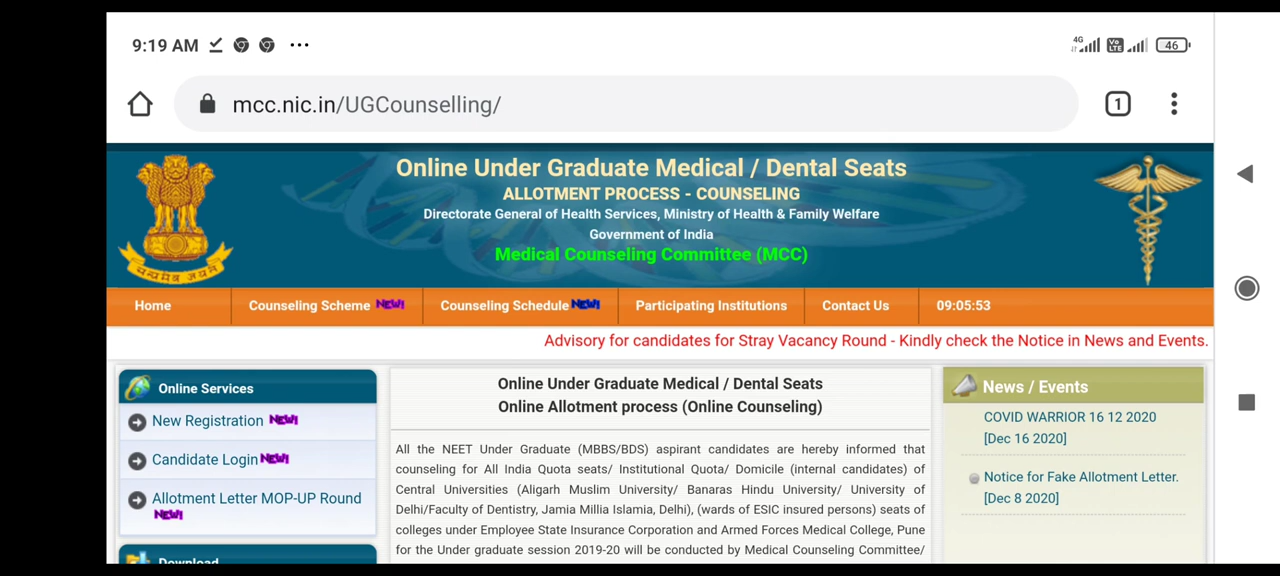 9:19 AM
4G
Vo LTE
46
mcc.nic.in/UGCounselling/
1
Online Under Graduate Medical / Dental Seats
ALLOTMENT PROCESS - COUNSELING
Directorate General of Health Services, Ministry of Health & Family Welfare
Government of India
Medical Counseling Committee (MCC)
सत्यमेव जयते
Home
Counseling Scheme NEW!
Counseling Schedule NEW!
Participating Institutions
Contact Us
09:05:53
Advisory for candidates for Stray Vacancy Round - Kindly check the Notice in News and Events.
Online Services
New Registration NEW!
Candidate Login NEW!
Allotment Letter MOP-UP Round
NEW!
Download
Online Under Graduate Medical / Dental Seats
Online Allotment process (Online Counseling)
All the NEET Under Graduate (MBBS/BDS) aspirant candidates are hereby informed that
counseling for All India Quota seats/ Institutional Quota/ Domicile (internal candidates) of
Central Universities (Aligarh Muslim University/ Banaras Hindu University/ University of
Delhi/Faculty of Dentistry, Jamia Millia Islamia, Delhi), (wards of ESIC insured persons) seats of
colleges under Employee State Insurance Corporation and Armed Forces Medical College, Pune
for the Under graduate session 2019-20 will be conducted by Medical Counseling Committee/
News / Events
COVID WARRIOR 16 12 2020
[Dec 16 2020]
Notice for Fake Allotment Letter.
[Dec 8 2020]